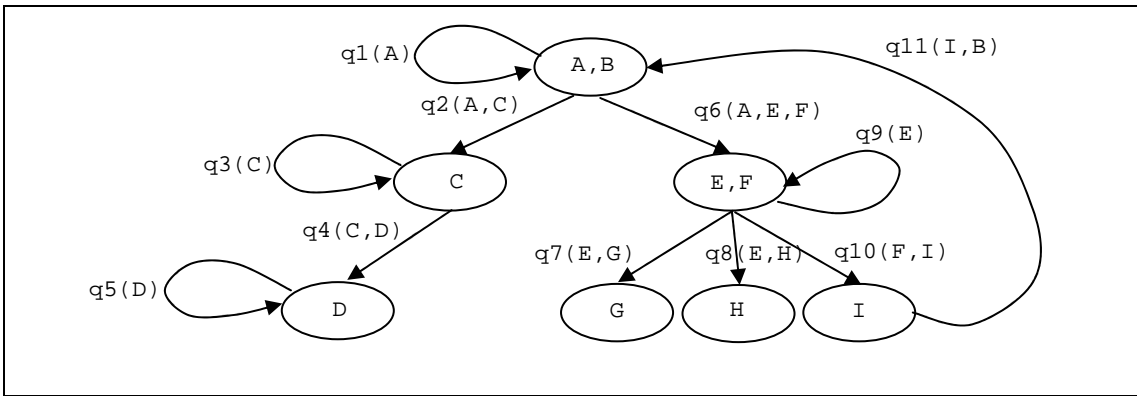 q11(I,B)
q1(A)
A,B
q2(A,C)
q6(A,E,F)
q9(E)
q3(C)
C
E,F
q4(C,D)
q7(E,G)
q8(E,H)
q10(F,I)
q5(D)
D
G
H
I